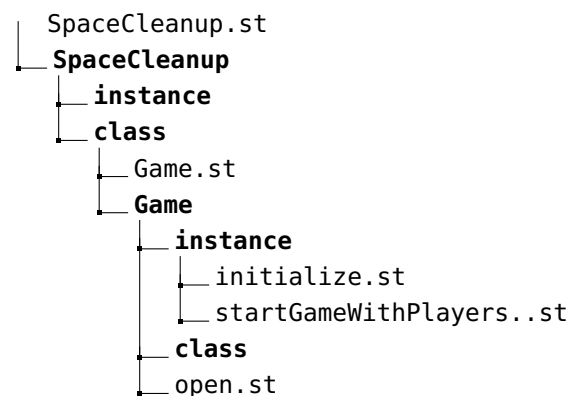 SpaceCleanup.st
SpaceCleanup
instance
class
Game.st
Game
instance
initialize.st
startGameWithPlayers..st
class
open.st